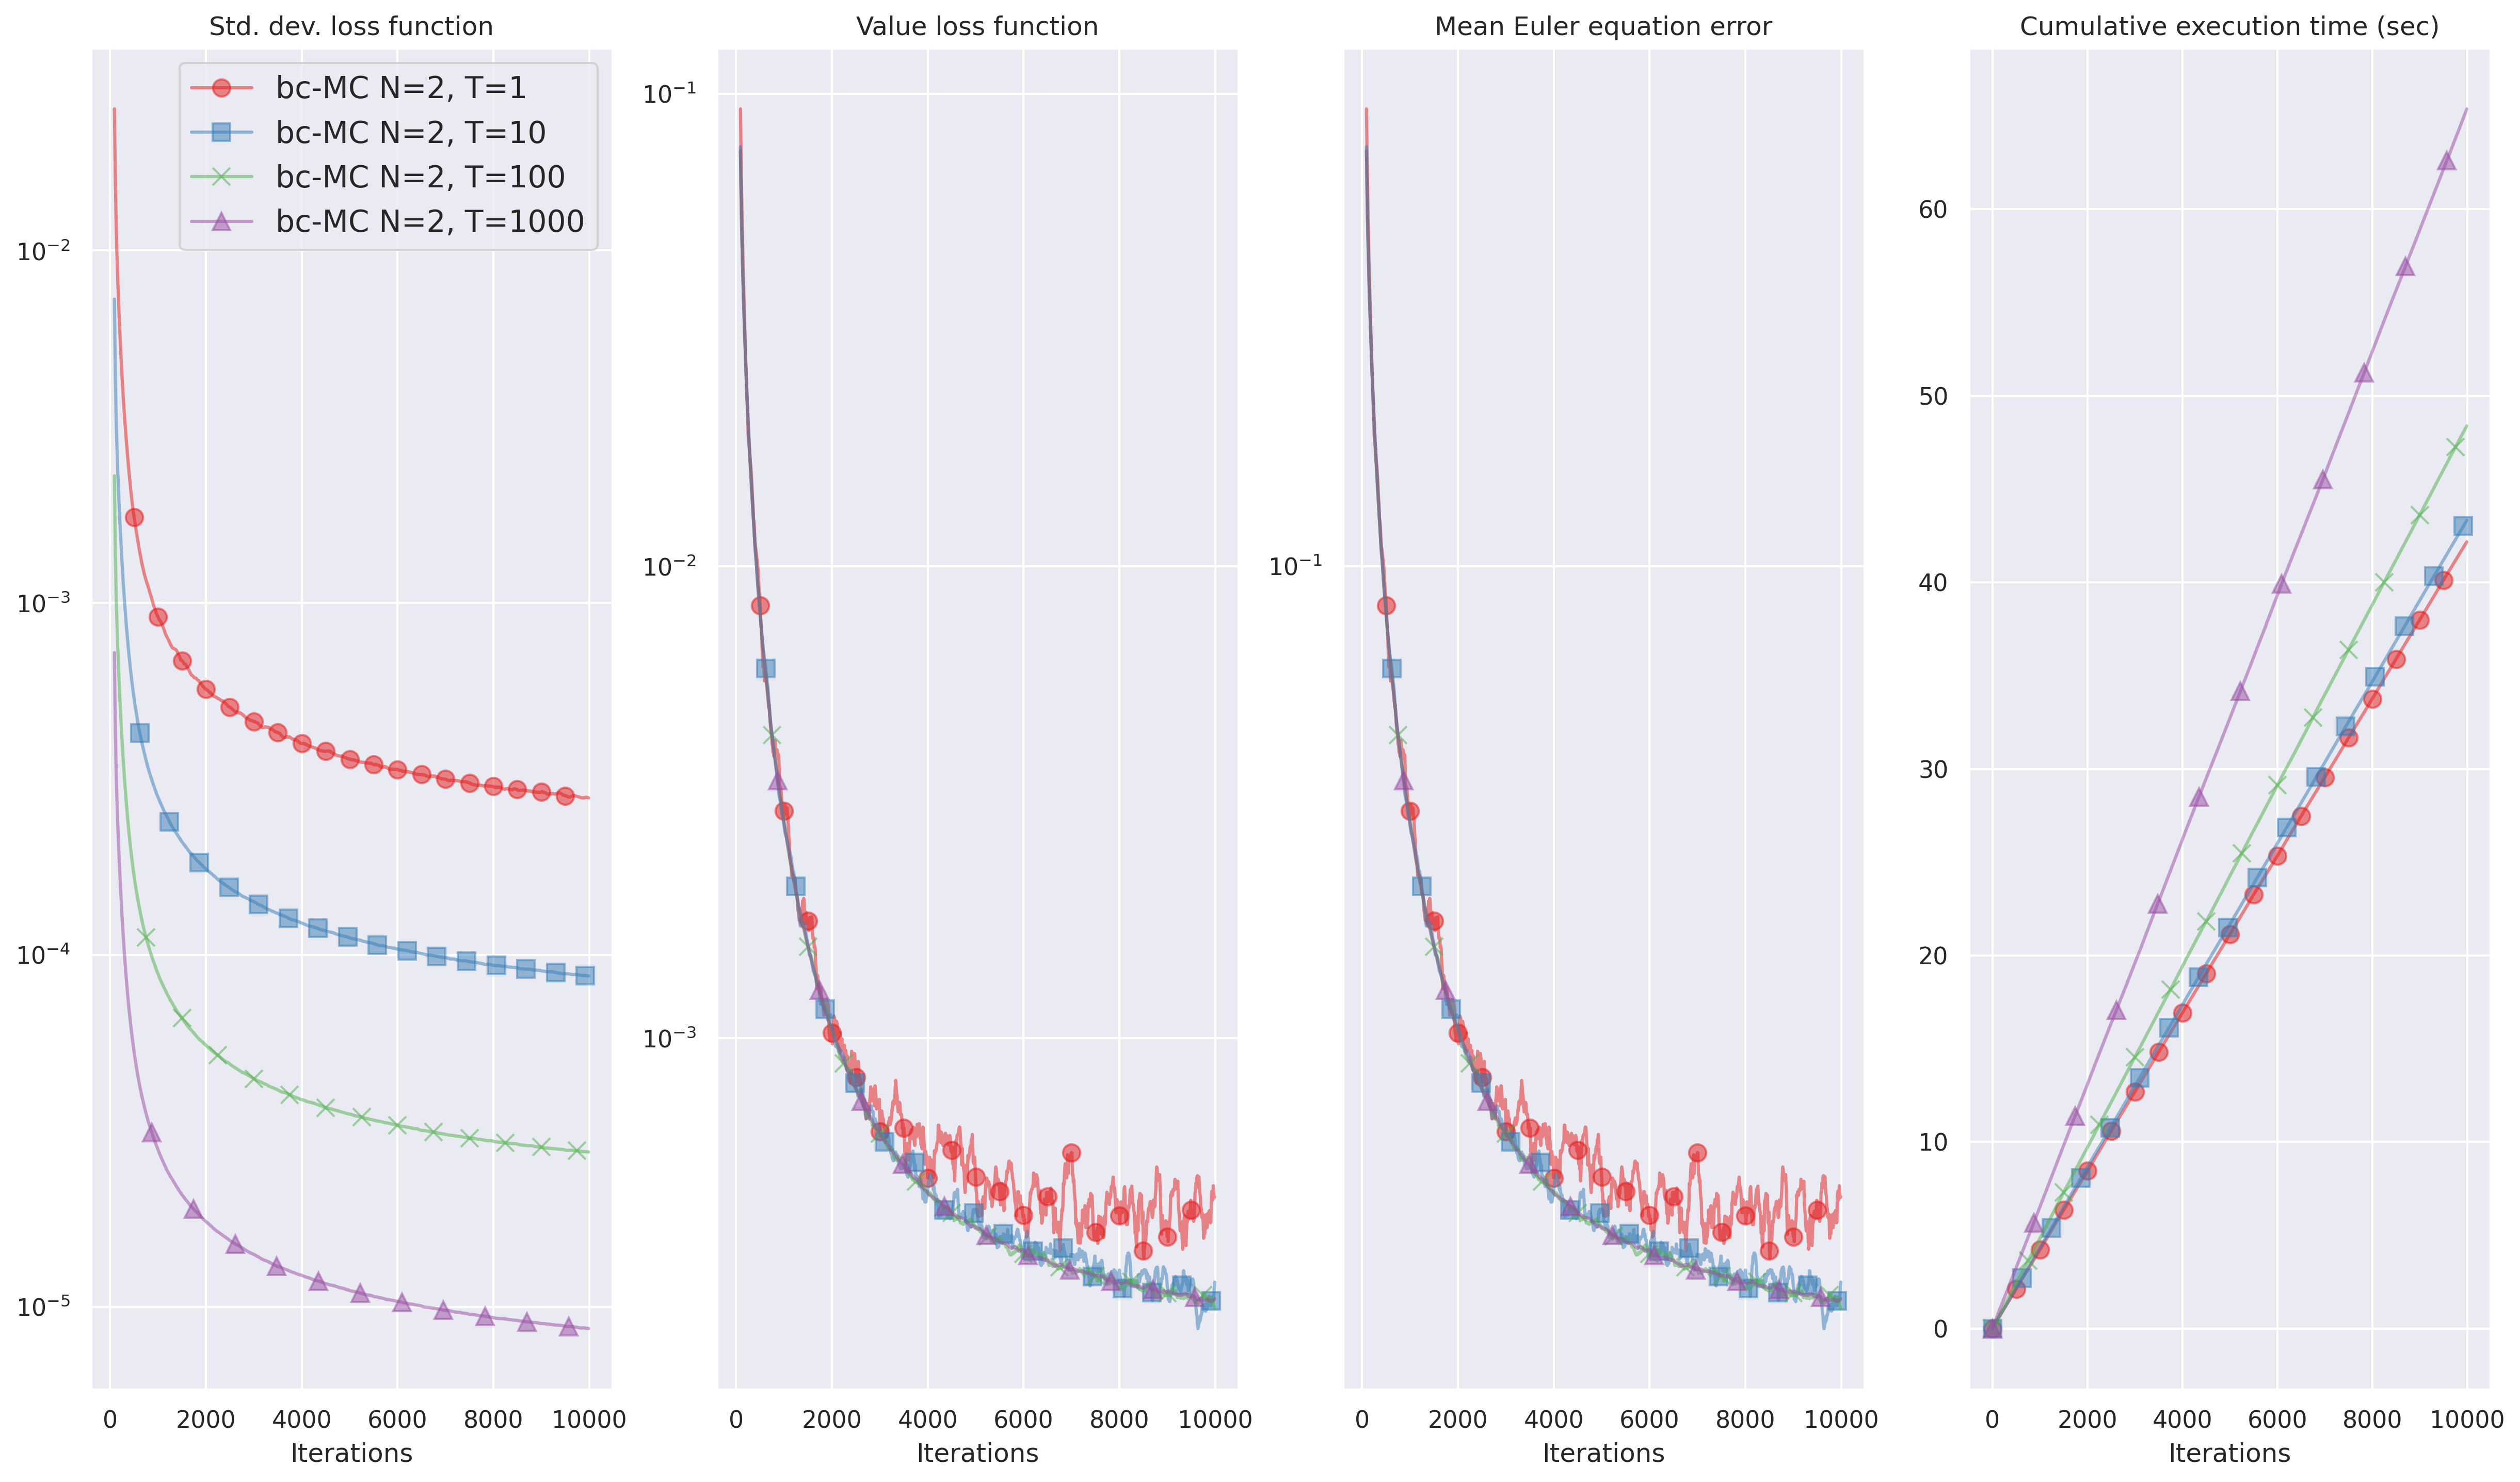 Std. dev. loss function
bc-MC N=2, T=1
bc-MC N=2, T=10
bc-MC N=2, T=100
bc-MC N=2, T=1000
10⁻²
10⁻³
10⁻⁴
10⁻⁵
0 2000 4000 6000 8000 10000
Iterations
Value loss function
10⁻¹
10⁻²
10⁻³
0 2000 4000 6000 8000 10000
Iterations
Mean Euler equation error
10⁻¹
0 2000 4000 6000 8000 10000
Iterations
Cumulative execution time (sec)
60
50
40
30
20
10
0
0 2000 4000 6000 8000 10000
Iterations